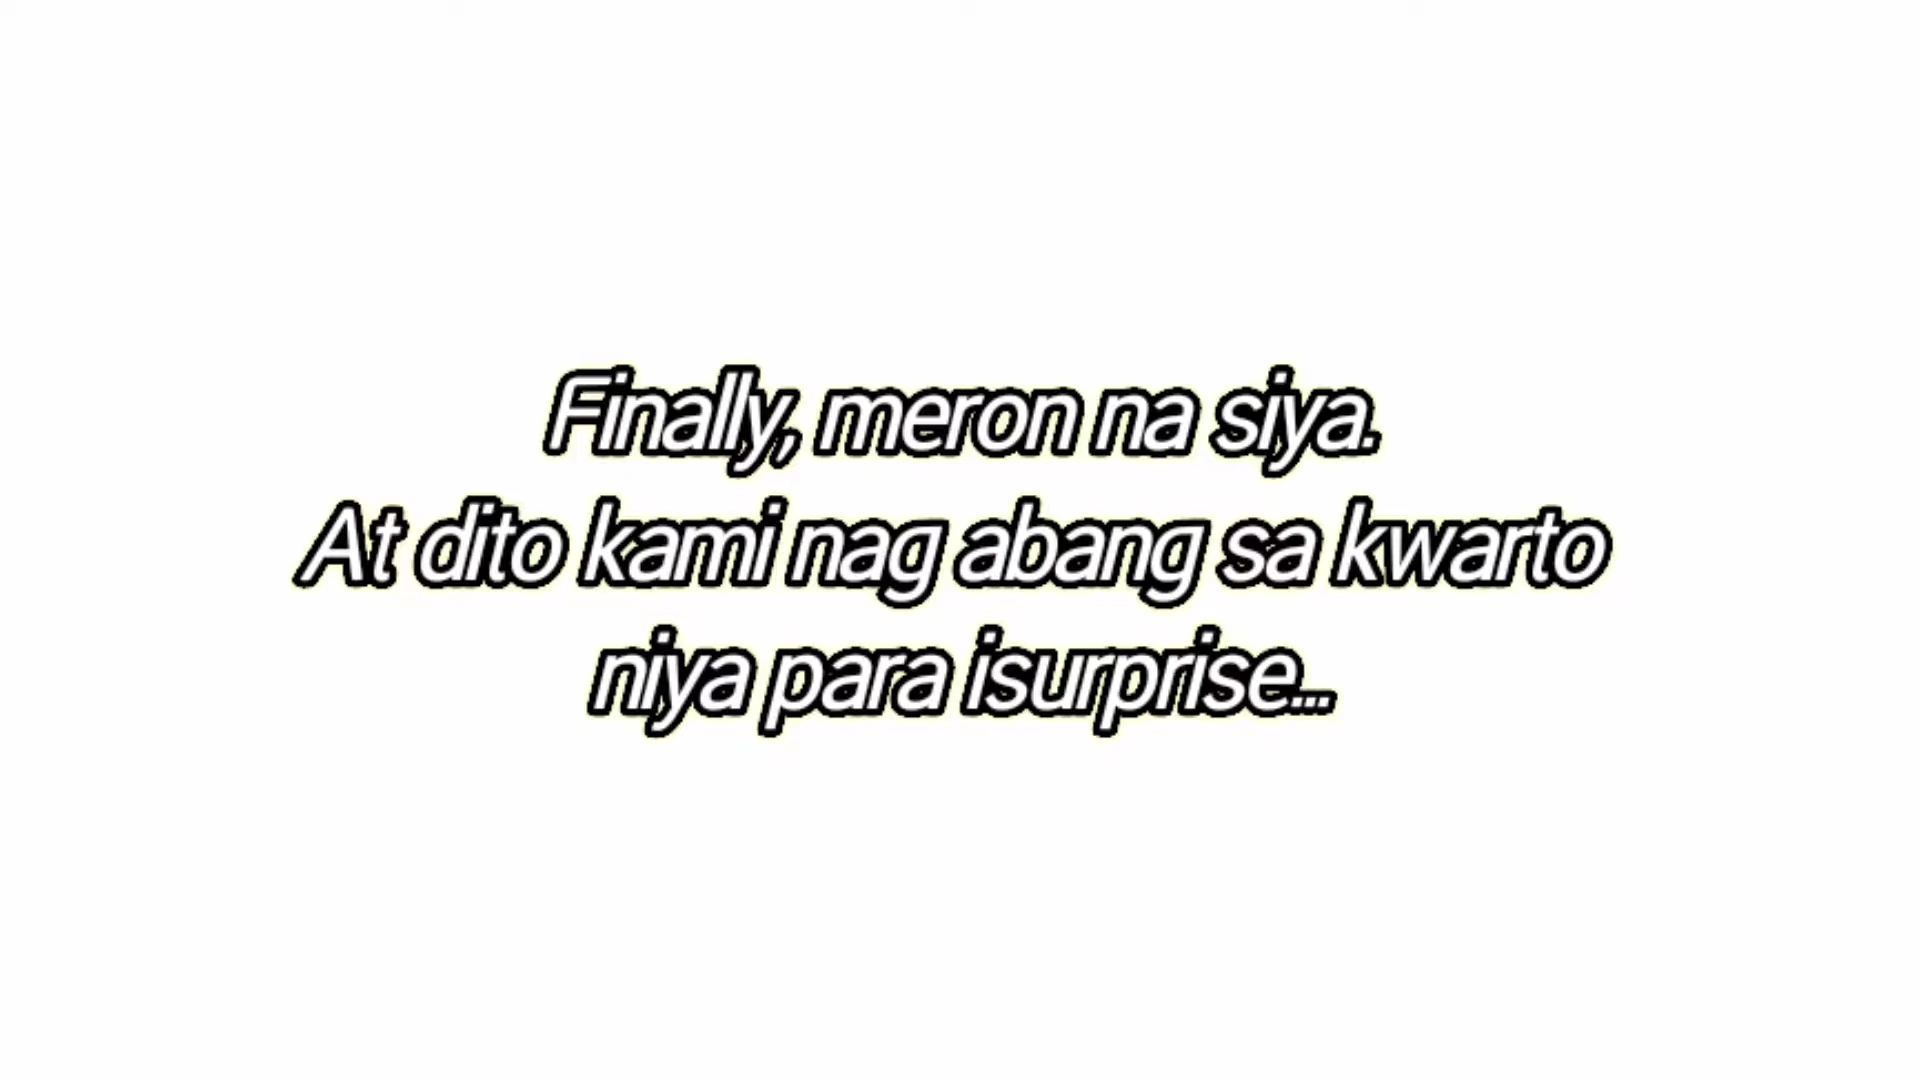 Finally, meron na siya.
At dito kami nag abang sa kwarto
niya para isurprise...